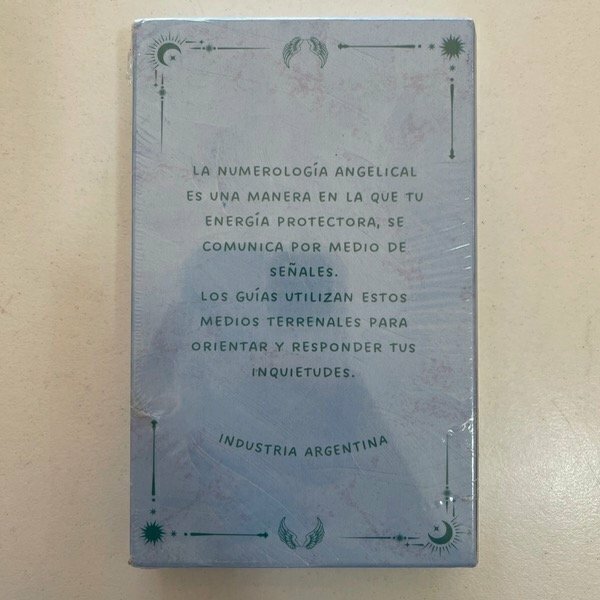 LA NUMEROLOGÍA ANGELICAL
ES UNA MANERA EN LA QUE TU
ENERGÍA PROTECTORA, SE
COMUNICA POR MEDIO DE
SEÑALES.
LOS GUÍAS UTILIZAN ESTOS
MEDIOS TERRENALES PARA
ORIENTAR Y RESPONDER TUS
INQUIETUDES.
INDUSTRIA ARGENTINA